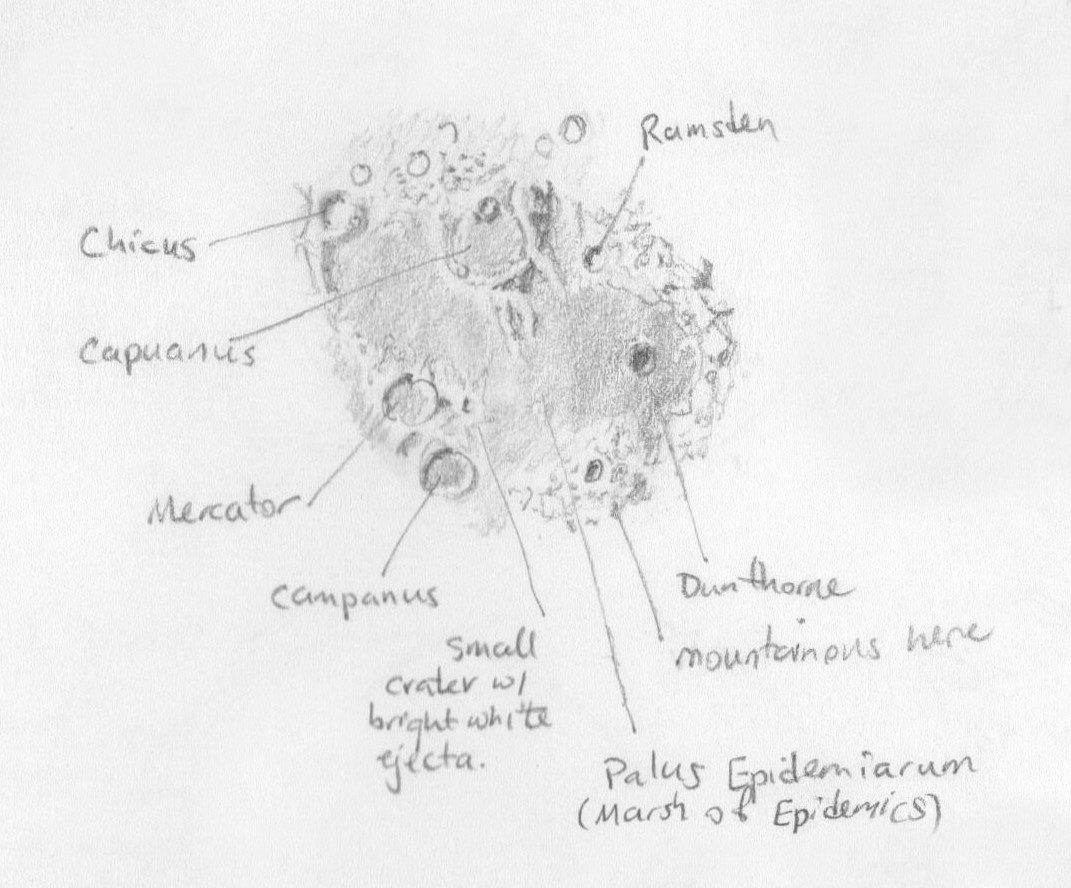 Ramsden
Chicus
Capuanus
Mercator
Campanus
Dunthorne
mountainous here
small
crater w/
bright white
ejecta.
Palus Epidemiarum
(Marsh of Epidemics)